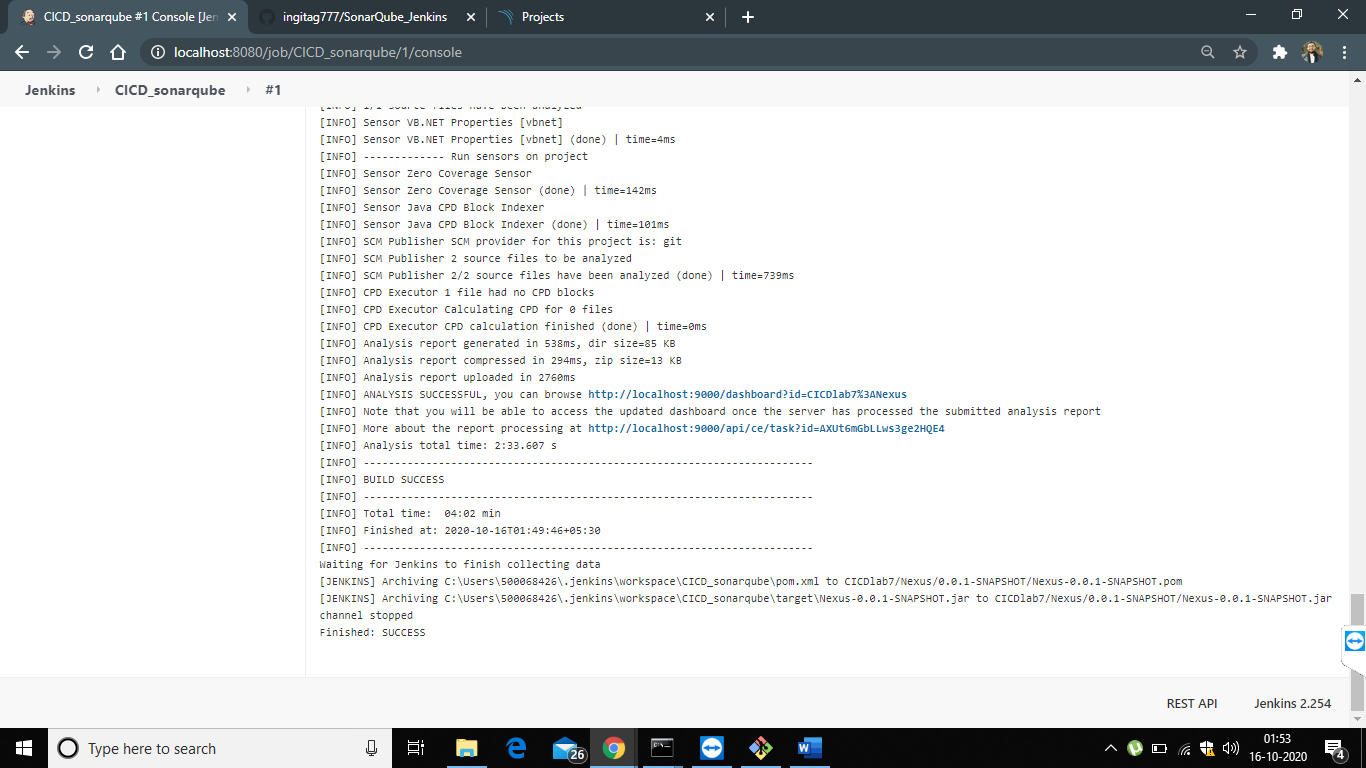 CICD_sonarqube #1 Console [Jen
ingitag777/SonarQube_Jenkins
Projects
localhost:8080/job/CICD_sonarqube/1/console
Jenkins
CICD_sonarqube
#1
[INFO] 1/1 source files have been analyzed
[INFO] Sensor VB.NET Properties [vbnet]
[INFO] Sensor VB.NET Properties [vbnet] (done) | time=4ms
[INFO] ------------- Run sensors on project
[INFO] Sensor Zero Coverage Sensor
[INFO] Sensor Zero Coverage Sensor (done) | time=142ms
[INFO] Sensor Java CPD Block Indexer
[INFO] Sensor Java CPD Block Indexer (done) | time=101ms
[INFO] SCM Publisher SCM provider for this project is: git
[INFO] SCM Publisher 2 source files to be analyzed
[INFO] SCM Publisher 2/2 source files have been analyzed (done) | time=739ms
[INFO] CPD Executor 1 file had no CPD blocks
[INFO] CPD Executor Calculating CPD for 0 files
[INFO] CPD Executor CPD calculation finished (done) | time=0ms
[INFO] Analysis report generated in 538ms, dir size=85 KB
[INFO] Analysis report compressed in 294ms, zip size=13 KB
[INFO] Analysis report uploaded in 2760ms
[INFO] ANALYSIS SUCCESSFUL, you can browse http://localhost:9000/dashboard?id=CICDlab7%3ANexus
[INFO] Note that you will be able to access the updated dashboard once the server has processed the submitted analysis report
[INFO] More about the report processing at http://localhost:9000/api/ce/task?id=AXUt6mGbLLws3ge2HQE4
[INFO] Analysis total time: 2:33.607 s
[INFO] ------------------------------------------------------------------------
[INFO] BUILD SUCCESS
[INFO] ------------------------------------------------------------------------
[INFO] Total time:  04:02 min
[INFO] Finished at: 2020-10-16T01:49:46+05:30
[INFO] ------------------------------------------------------------------------
Waiting for Jenkins to finish collecting data
[JENKINS] Archiving C:\Users\500068426\.jenkins\workspace\CICD_sonarqube\pom.xml to CICDlab7/Nexus/0.0.1-SNAPSHOT/Nexus-0.0.1-SNAPSHOT.pom
[JENKINS] Archiving C:\Users\500068426\.jenkins\workspace\CICD_sonarqube\target\Nexus-0.0.1-SNAPSHOT.jar to CICDlab7/Nexus/0.0.1-SNAPSHOT/Nexus-0.0.1-SNAPSHOT.jar
channel stopped
Finished: SUCCESS
REST API
Jenkins 2.254
Type here to search
26
01:53
16-10-2020
4